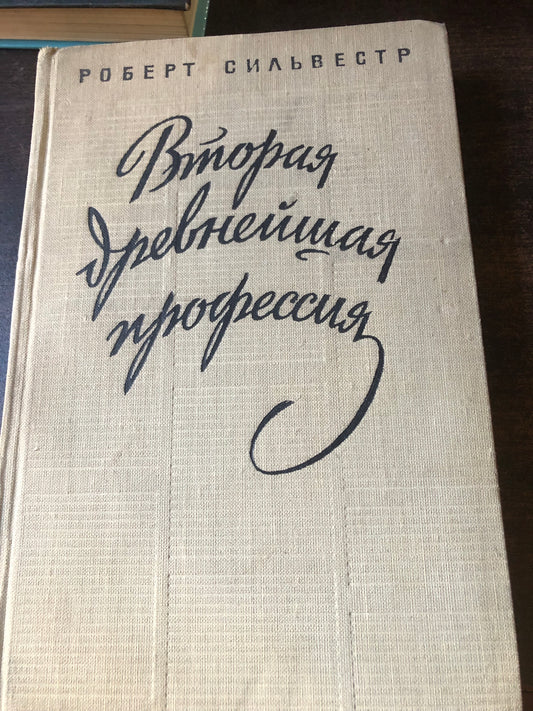 РОБЕРТ СИЛЬВЕСТР
Вторая
древнейшая
профессия